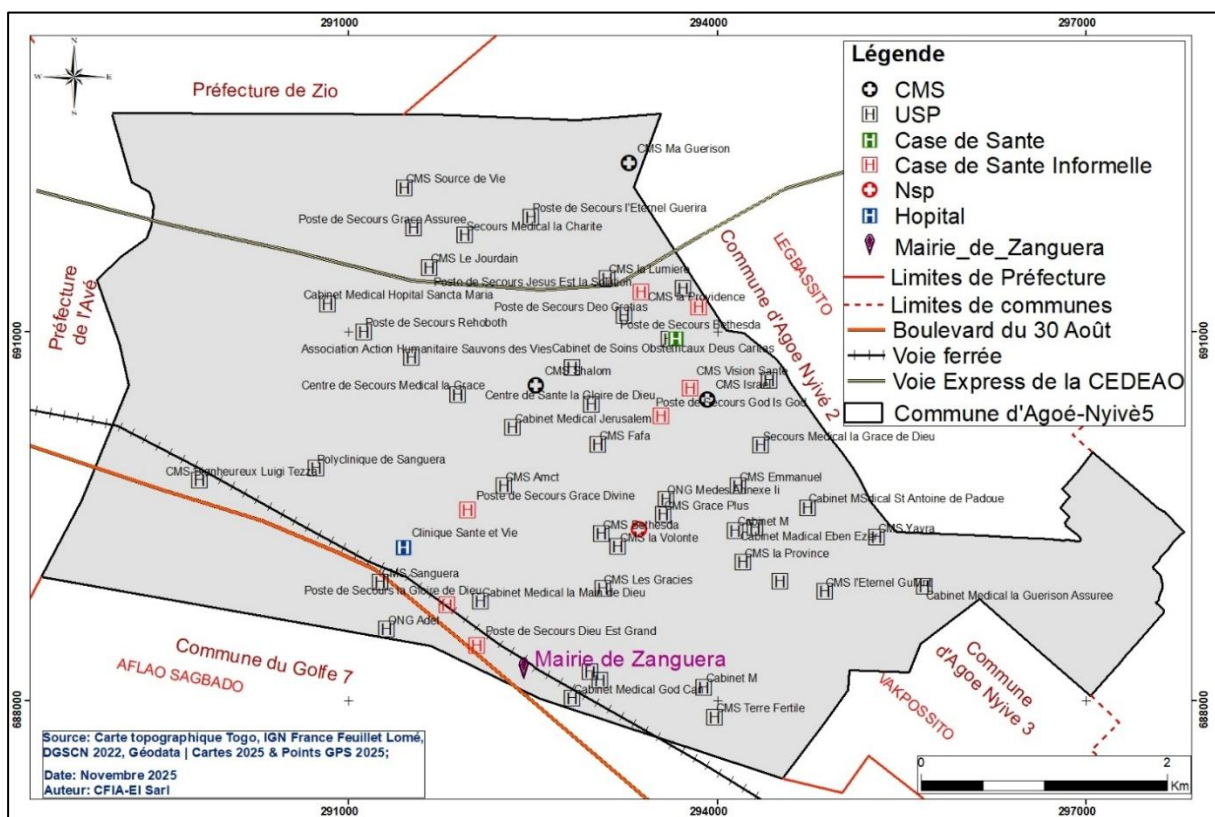 291000
294000
297000
N
W
E
S
Préfecture de Zio
Légende
CMS
USP
Case de Sante
Case de Sante Informelle
Nsp
Hopital
Mairie_de_Zanguera
Limites de Préfecture
Limites de communes
Boulevard du 30 Août
Voie ferrée
Voie Express de la CEDEAO
Commune d'Agoé-Nyivè5
CMS Ma Guerison
CMS Source de Vie
Poste de Secours l'Eternel Guerira
Poste de Secours Grace Assuree
Secours Medical la Charite
CMS Le Jourdain
CMS la Lumiere
Poste de Secours Jesus Est la Solution
Cabinet Medical Hopital Sancta Maria
CMS la Providence
Poste de Secours Deo Gratias
Poste de Secours Rehoboth
Poste de Secours Bethesda
Association Action Humanitaire Sauvons des Vies
Cabinet de Soins Obstetricaux Deus Caritas
CMS Shalom
CMS Vision Sante
CMS Israel
Centre de Secours Medical la Grace
Centre de Sante la Gloire de Dieu
Poste de Secours God Is God
Cabinet Medical Jerusalem
CMS Fafa
Secours Medical la Grace de Dieu
Polyclinique de Sanguera
CMS Bienheureux Luigi Tezza
CMS Amct
CMS Emmanuel
Poste de Secours Grace Divine
ONG Medes Annexe Ii
CMS Grace Plus
Cabinet MSdical St Antoine de Padoue
CMS Bethesda
Cabinet M
CMS Yayra
Clinique Sante et Vie
CMS la Volonte
Cabinet Madical Eben Ezer
CMS la Province
CMS Sanguera
CMS Les Gracies
Poste de Secours la Gloire de Dieu
Cabinet Medical la Main de Dieu
Cabinet Medical la Guerison Assuree
ONG Adet
Poste de Secours Dieu Est Grand
Mairie de Zanguera
Cabinet M
Cabinet Medical God Can
CMS Terre Fertile
Préfecture
de l'Avé
Commune d'Agoe Nyivé 2
LEGBASSITO
Commune du Golfe 7
AFLAO SAGBADO
Commune
d'Agoe Nyive 3
VAKPOSSITO
691000
691000
688000
688000
Source: Carte topographique Togo, IGN France Feuillet Lomé,
DGSCN 2022, Géodata | Cartes 2025 & Points GPS 2025;
Date: Novembre 2025
Auteur: CFIA-EI Sarl
0
2
Km
291000
294000
297000